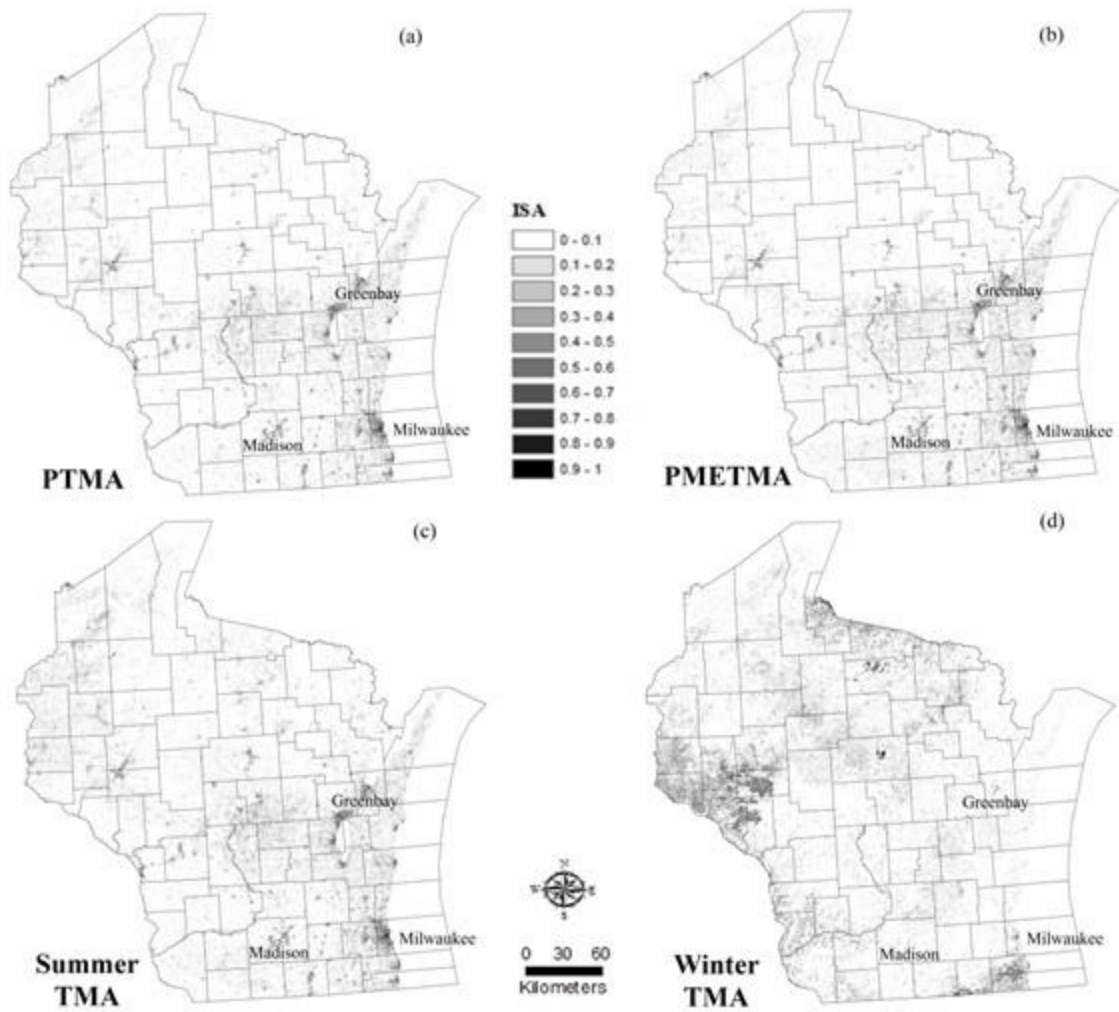 (a)
(b)
ISA
0 - 0.1
0.1 - 0.2
0.2 - 0.3
0.3 - 0.4
0.4 - 0.5
0.5 - 0.6
0.6 - 0.7
0.7 - 0.8
0.8 - 0.9
0.9 - 1
Greenbay
Madison
Milwaukee
PTMA
Greenbay
Madison
Milwaukee
PMETMA
(c)
(d)
Greenbay
Madison
Milwaukee
Summer
TMA
N
W
E
S
0 30 60
Kilometers
Greenbay
Madison
Milwaukee
Winter
TMA